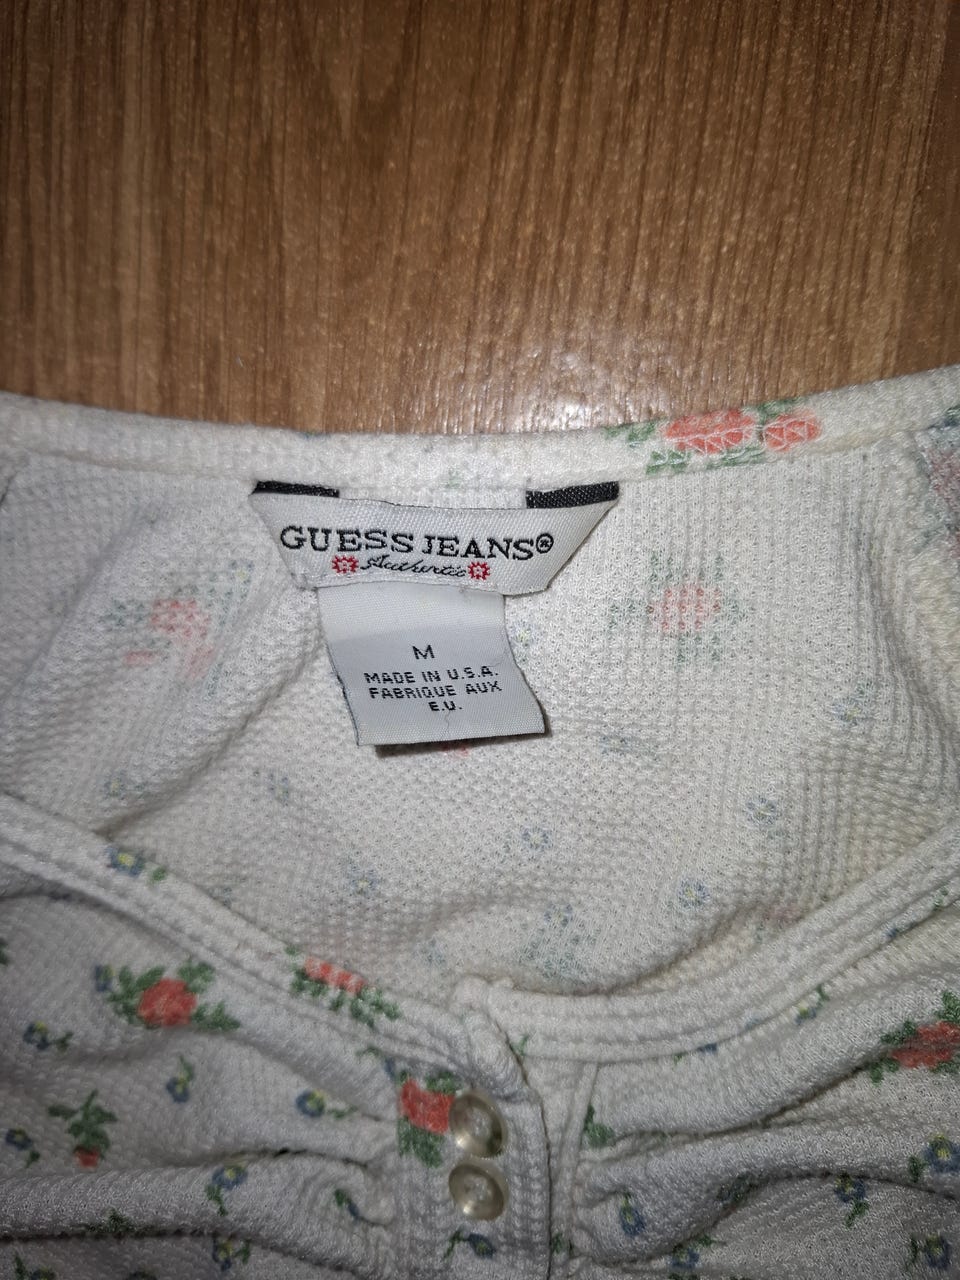 GUESS JEANS®
Authentic
M
MADE IN U.S.A.
FABRIQUE AUX
E.U.